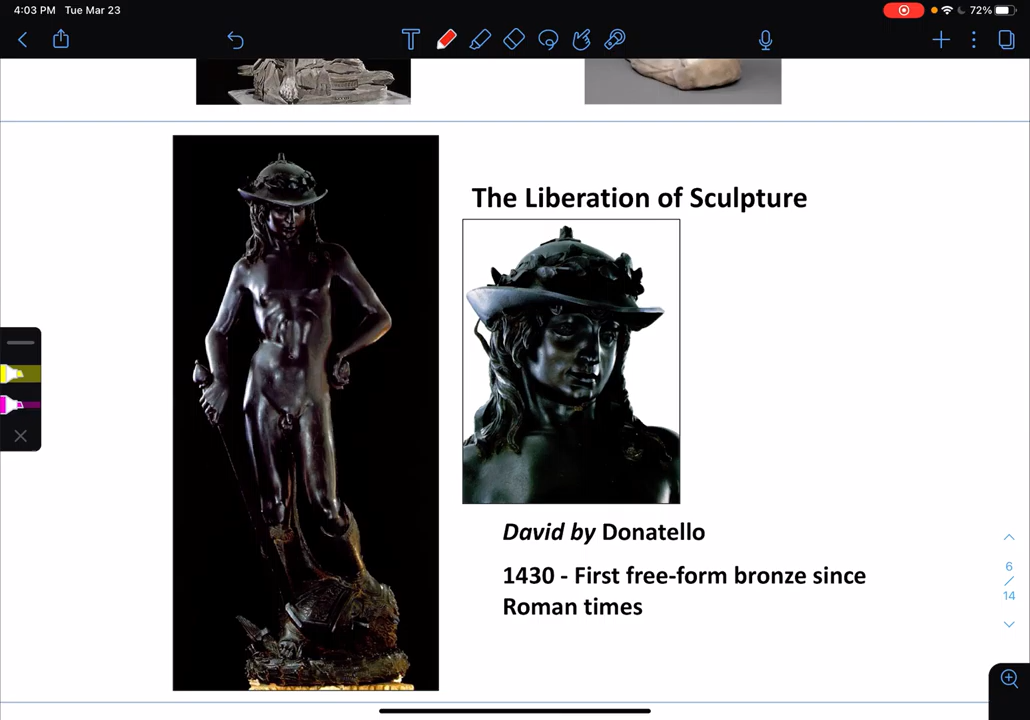 4:03 PM Tue Mar 23
72%
The Liberation of Sculpture
David by Donatello
1430 - First free-form bronze since
Roman times
6
/
14